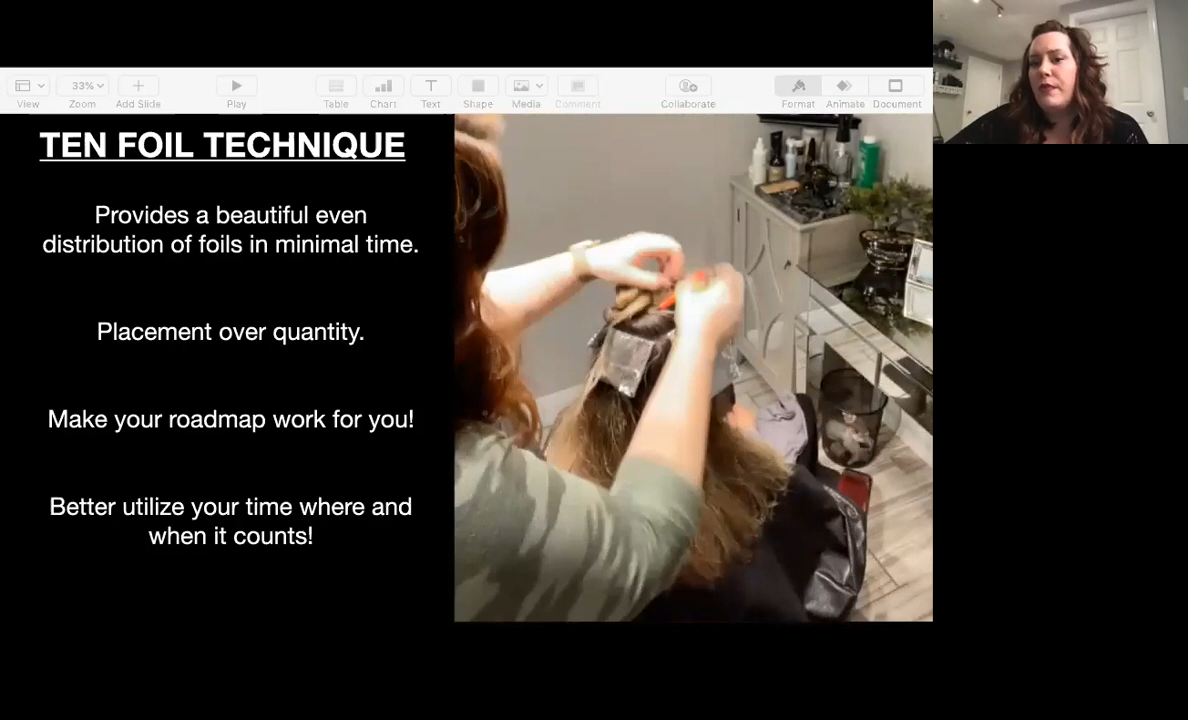 33%
View
Zoom
Add Slide
Play
Table
Chart
Text
Shape
Media
Comment
Collaborate
Format
Animate
Document
TEN FOIL TECHNIQUE
Provides a beautiful even
distribution of foils in minimal time.
Placement over quantity.
Make your roadmap work for you!
Better utilize your time where and
when it counts!